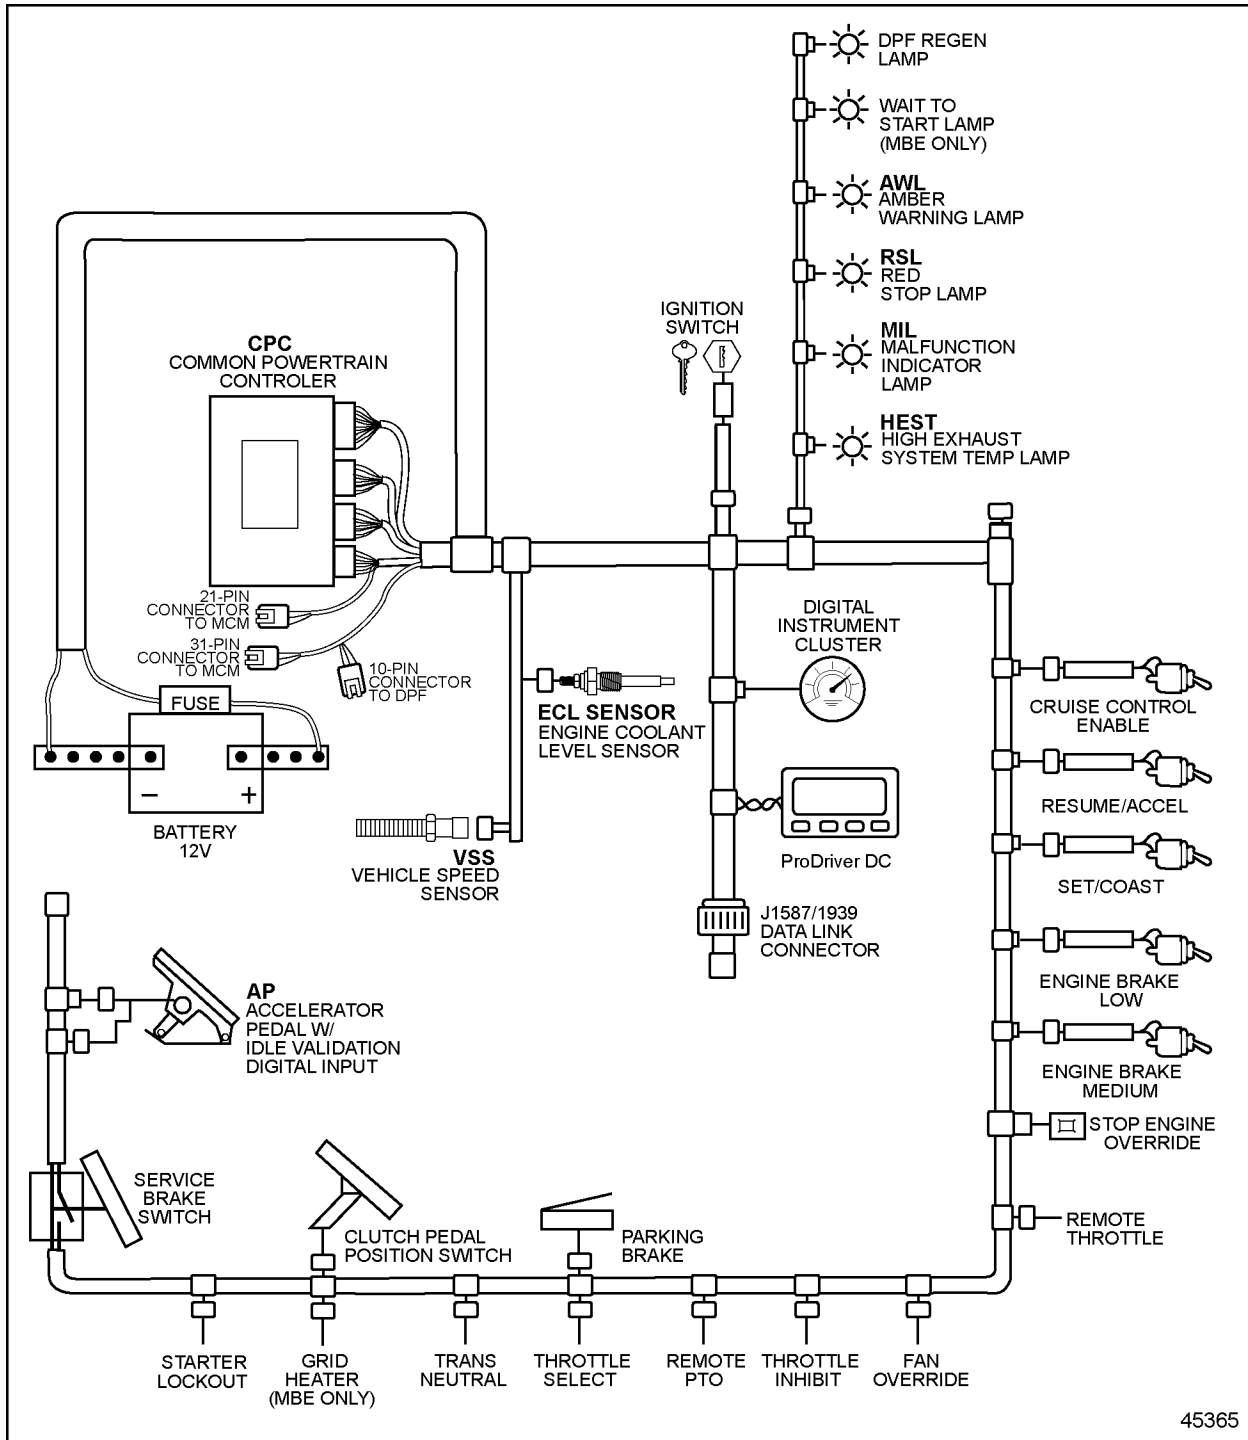 DPF REGEN
LAMP
WAIT TO
START LAMP
(MBE ONLY)
AWL
AMBER
WARNING LAMP
RSL
RED
STOP LAMP
MIL
MALFUNCTION
INDICATOR
LAMP
HEST
HIGH EXHAUST
SYSTEM TEMP LAMP
IGNITION
SWITCH
CPC
COMMON POWERTRAIN
CONTROLER
21-PIN
CONNECTOR
TO MCM
31-PIN
CONNECTOR
TO MCM
10-PIN
CONNECTOR
TO DPF
FUSE
− +
BATTERY
12V
ECL SENSOR
ENGINE COOLANT
LEVEL SENSOR
VSS
VEHICLE SPEED
SENSOR
DIGITAL
INSTRUMENT
CLUSTER
ProDriver DC
J1587/1939
DATA LINK
CONNECTOR
CRUISE CONTROL
ENABLE
RESUME/ACCEL
SET/COAST
ENGINE BRAKE
LOW
ENGINE BRAKE
MEDIUM
STOP ENGINE
OVERRIDE
REMOTE
THROTTLE
AP
ACCELERATOR
PEDAL W/
IDLE VALIDATION
DIGITAL INPUT
SERVICE
BRAKE
SWITCH
CLUTCH PEDAL
POSITION SWITCH
PARKING
BRAKE
STARTER
LOCKOUT
GRID
HEATER
(MBE ONLY)
TRANS
NEUTRAL
THROTTLE
SELECT
REMOTE
PTO
THROTTLE
INHIBIT
FAN
OVERRIDE
45365